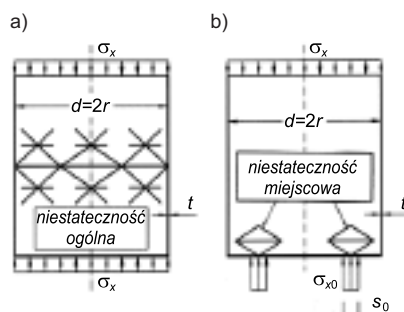 a)
σx
d=2r
niestateczność
ogólna
t
σx
b)
σx
d=2r
niestateczność
miejscowa
t
σx0
s0